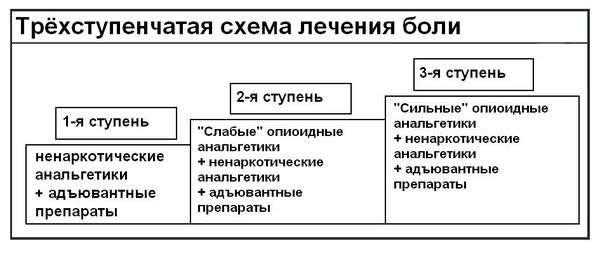 Трёхступенчатая схема лечения боли
1-я ступень
ненаркотические
анальгетики
+ адъювантные
препараты
2-я ступень
"Слабые" опиоидные
анальгетики
+ ненаркотические
анальгетики
+ адъювантные
препараты
3-я ступень
"Сильные" опиоидные
анальгетики
+ ненаркотические
анальгетики
+ адъювантные
препараты